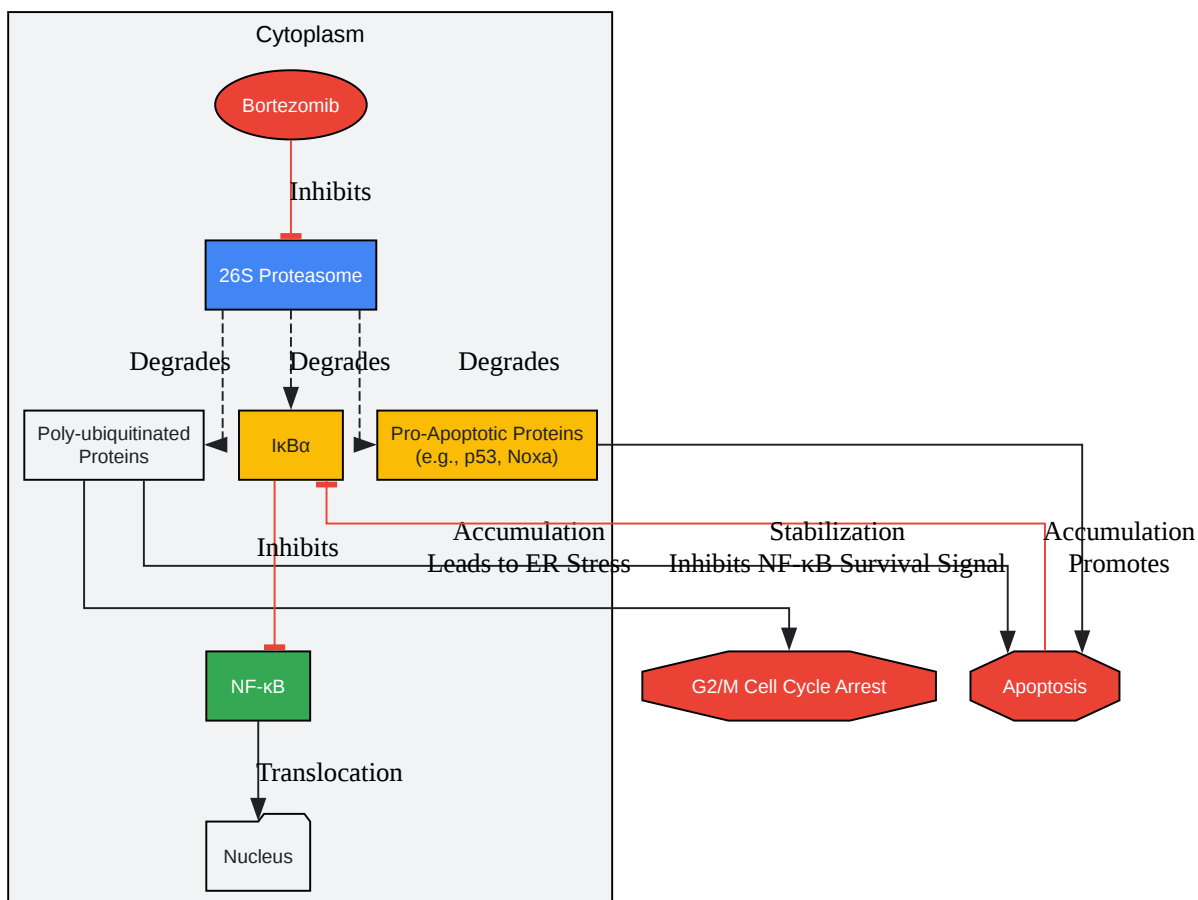 Cytoplasm
Bortezomib
Inhibits
26S Proteasome
Degrades
Degrades
Degrades
Poly-ubiquitinated
Proteins
IκBα
Pro-Apoptotic Proteins
(e.g., p53, Noxa)
Inhibits
Accumulation
Leads to ER Stress
Stabilization
Inhibits NF-κB Survival Signal
Accumulation
Promotes
NF-κB
G2/M Cell Cycle Arrest
Apoptosis
Translocation
Nucleus